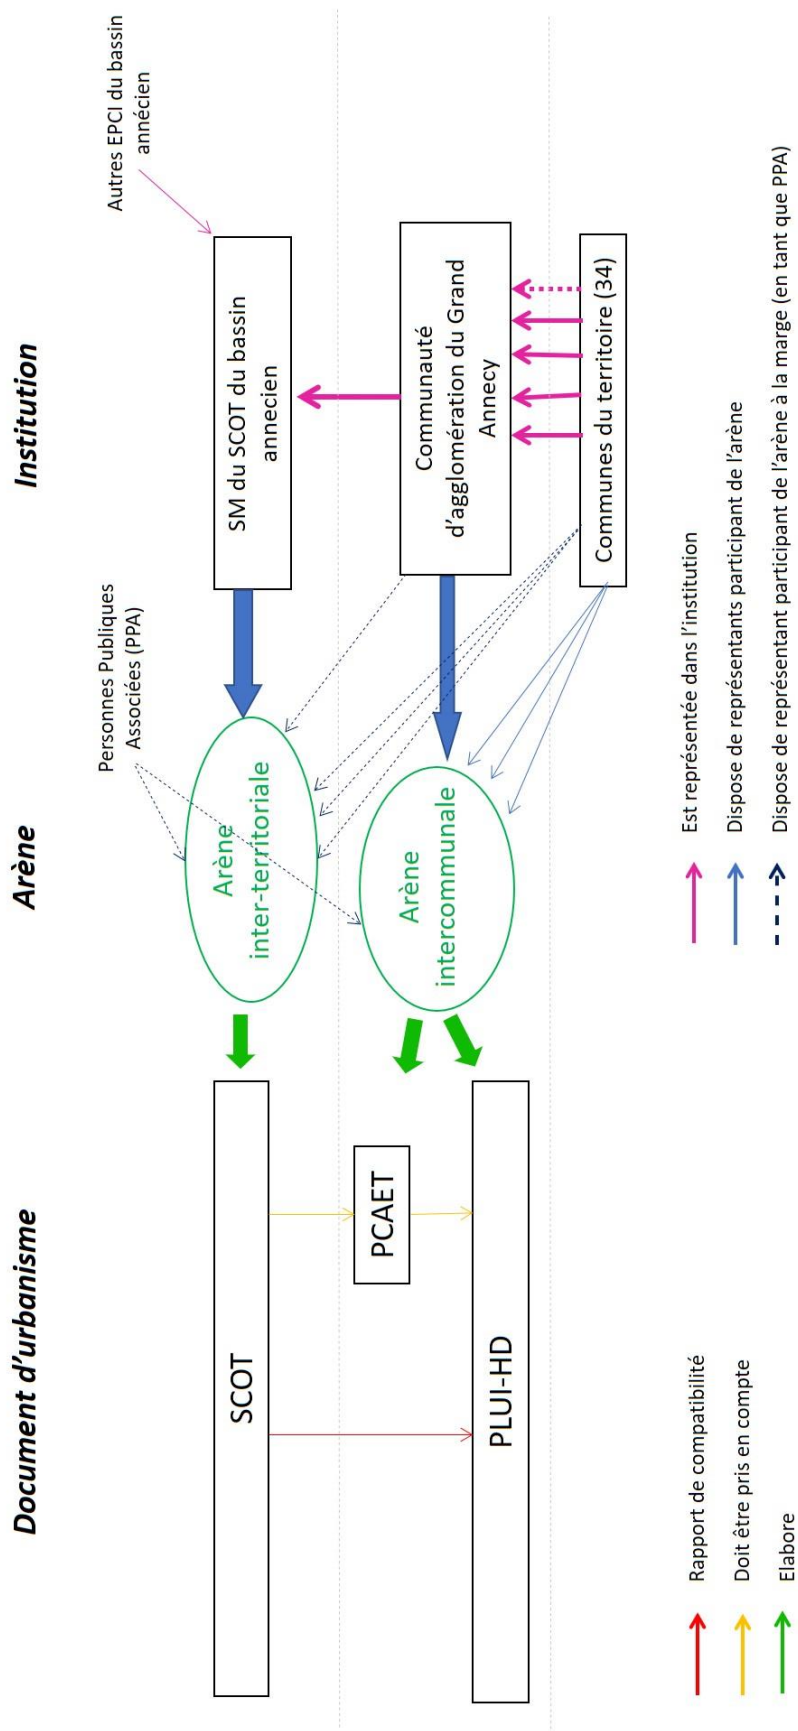 Document d'urbanisme
Arène
Institution
Autres EPCI du bassin
annécien
Personnes Publiques
Associées (PPA)
SCOT
Arène
inter-territoriale
SM du SCOT du bassin
annecien
PCAET
PLUI-HD
Arène
intercommunale
Communauté
d'agglomération du Grand
Annecy
Communes du territoire (34)
Rapport de compatibilité
Doit être pris en compte
Elabore
Est représentée dans l'institution
Dispose de représentants participant de l'arène
Dispose de représentant participant de l'arène à la marge (en tant que PPA)